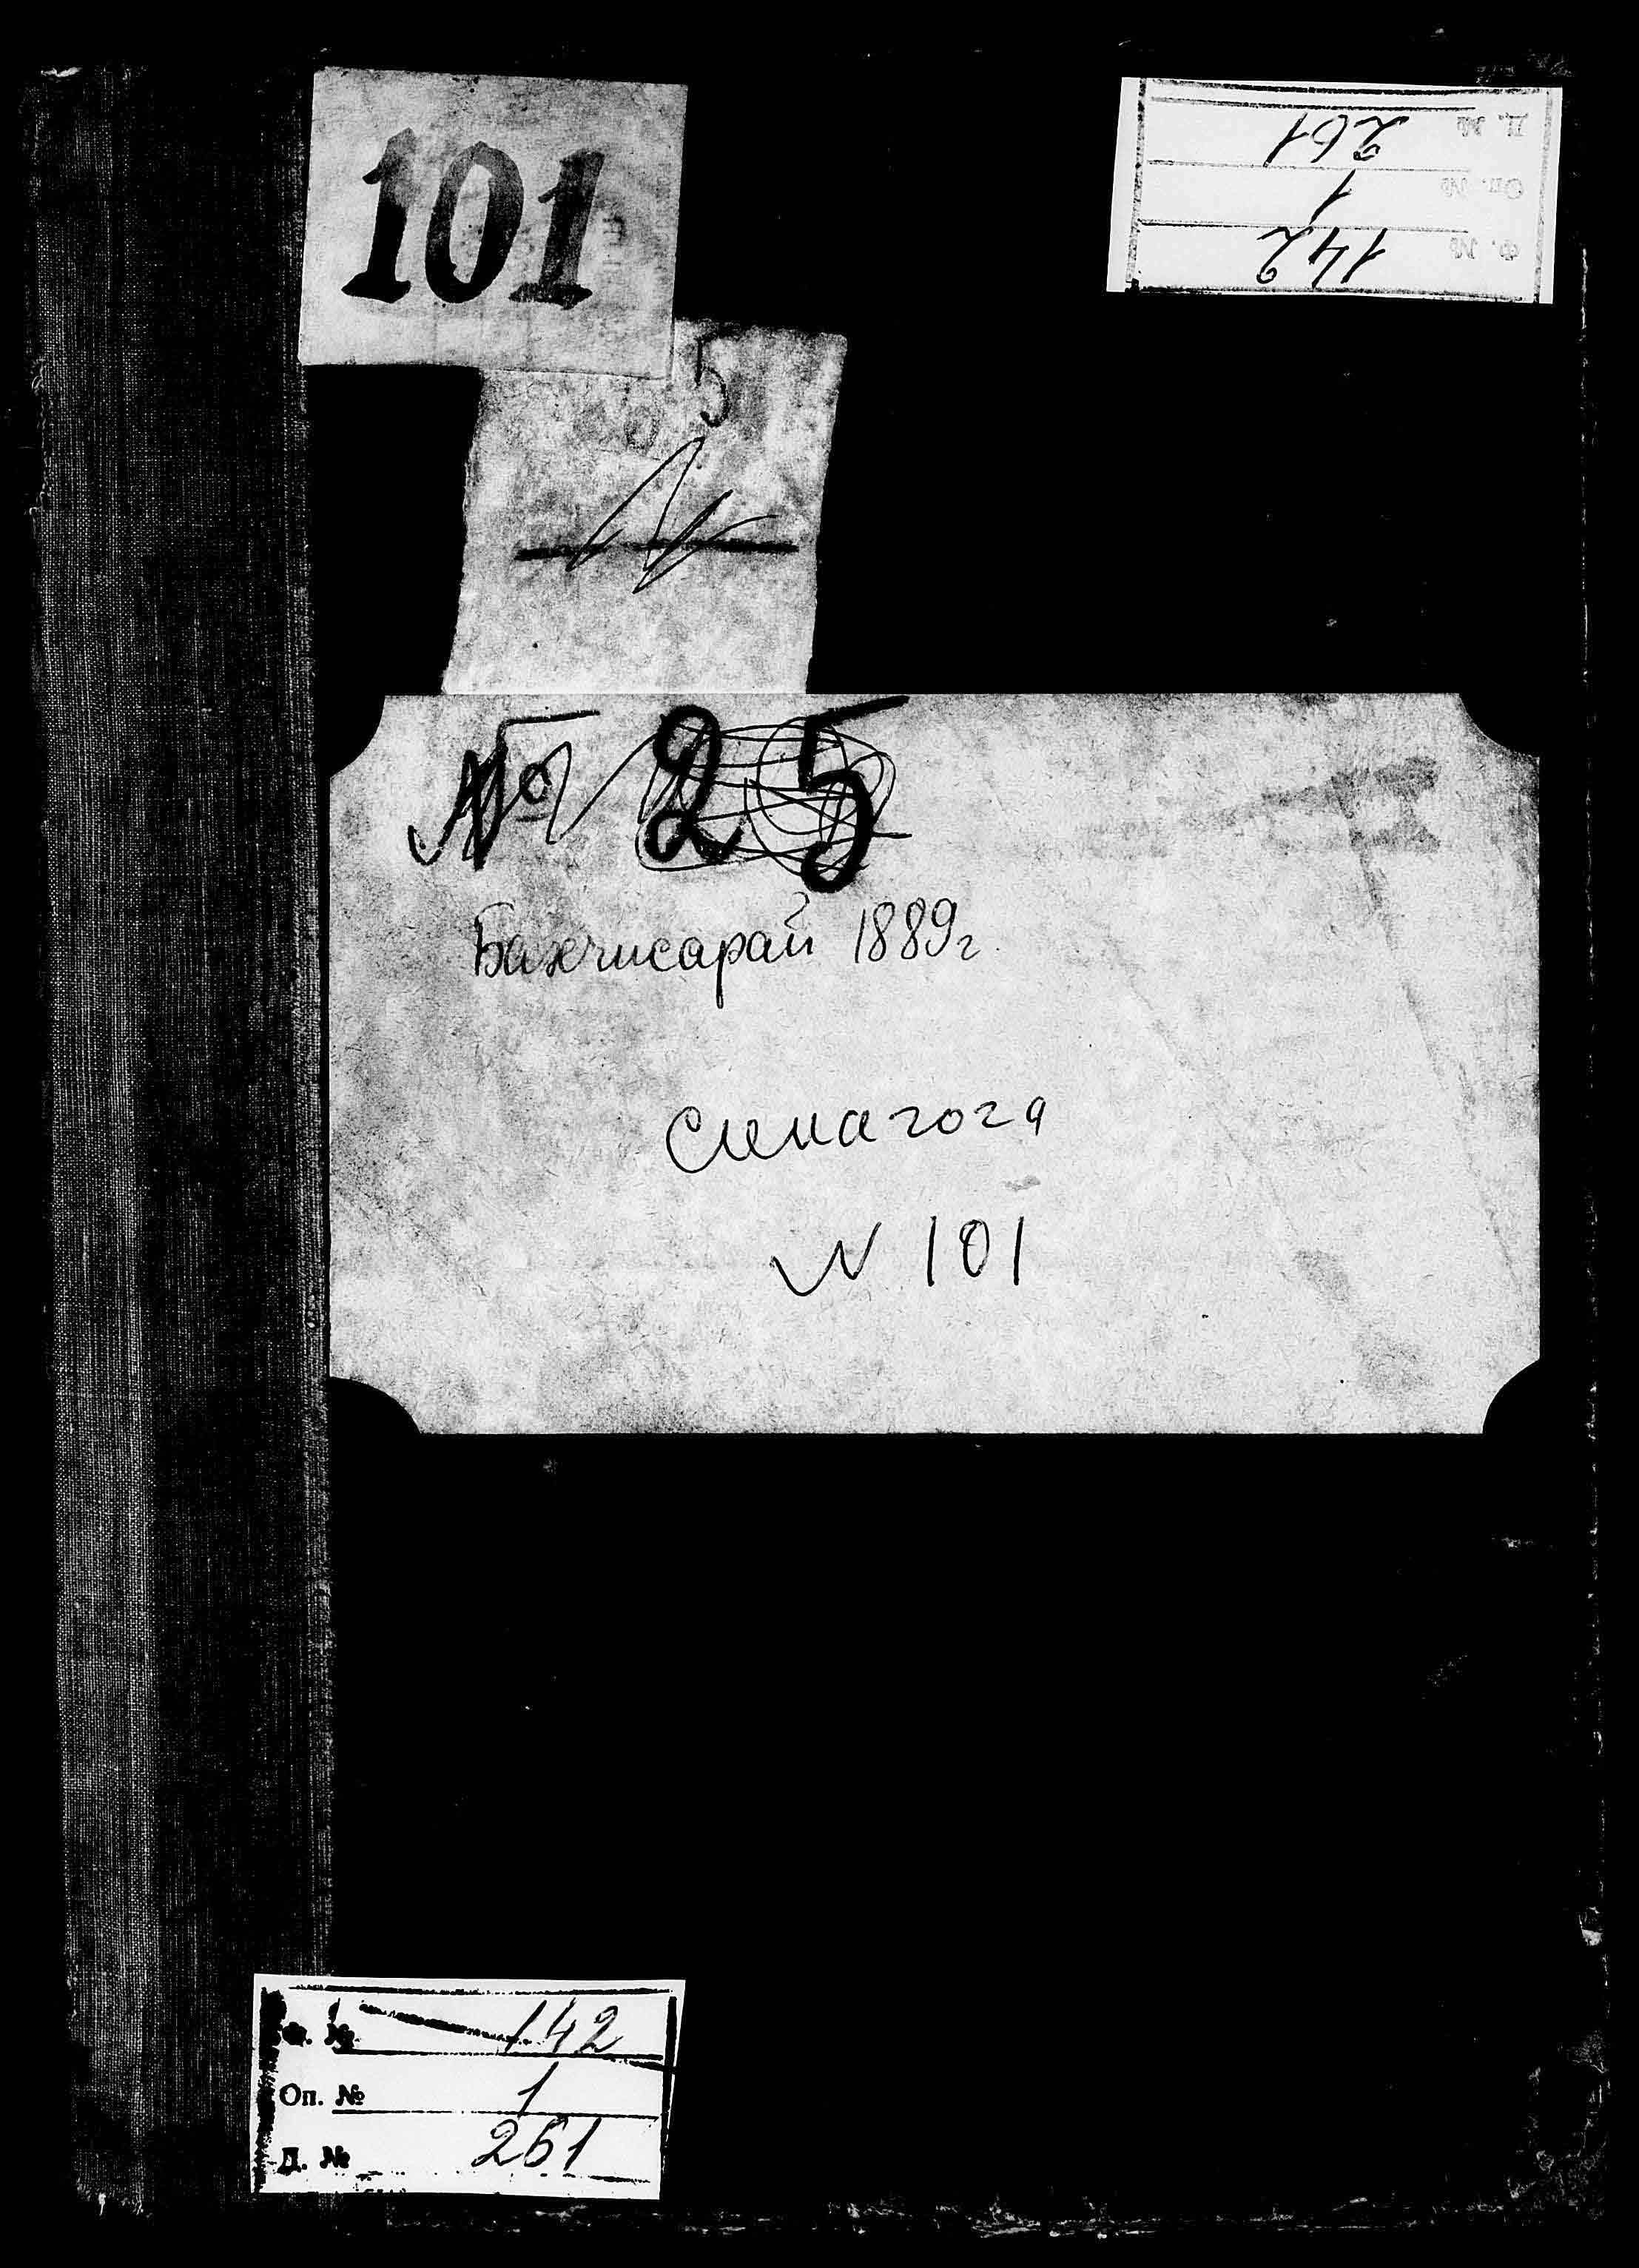 101
Д. № 261
Оп. № 1
Ф. № 142
5
№ 25
Бахчисарай 1889г.
Синагога
N 101
Ф. № 142
Оп. № 1
Д. № 261